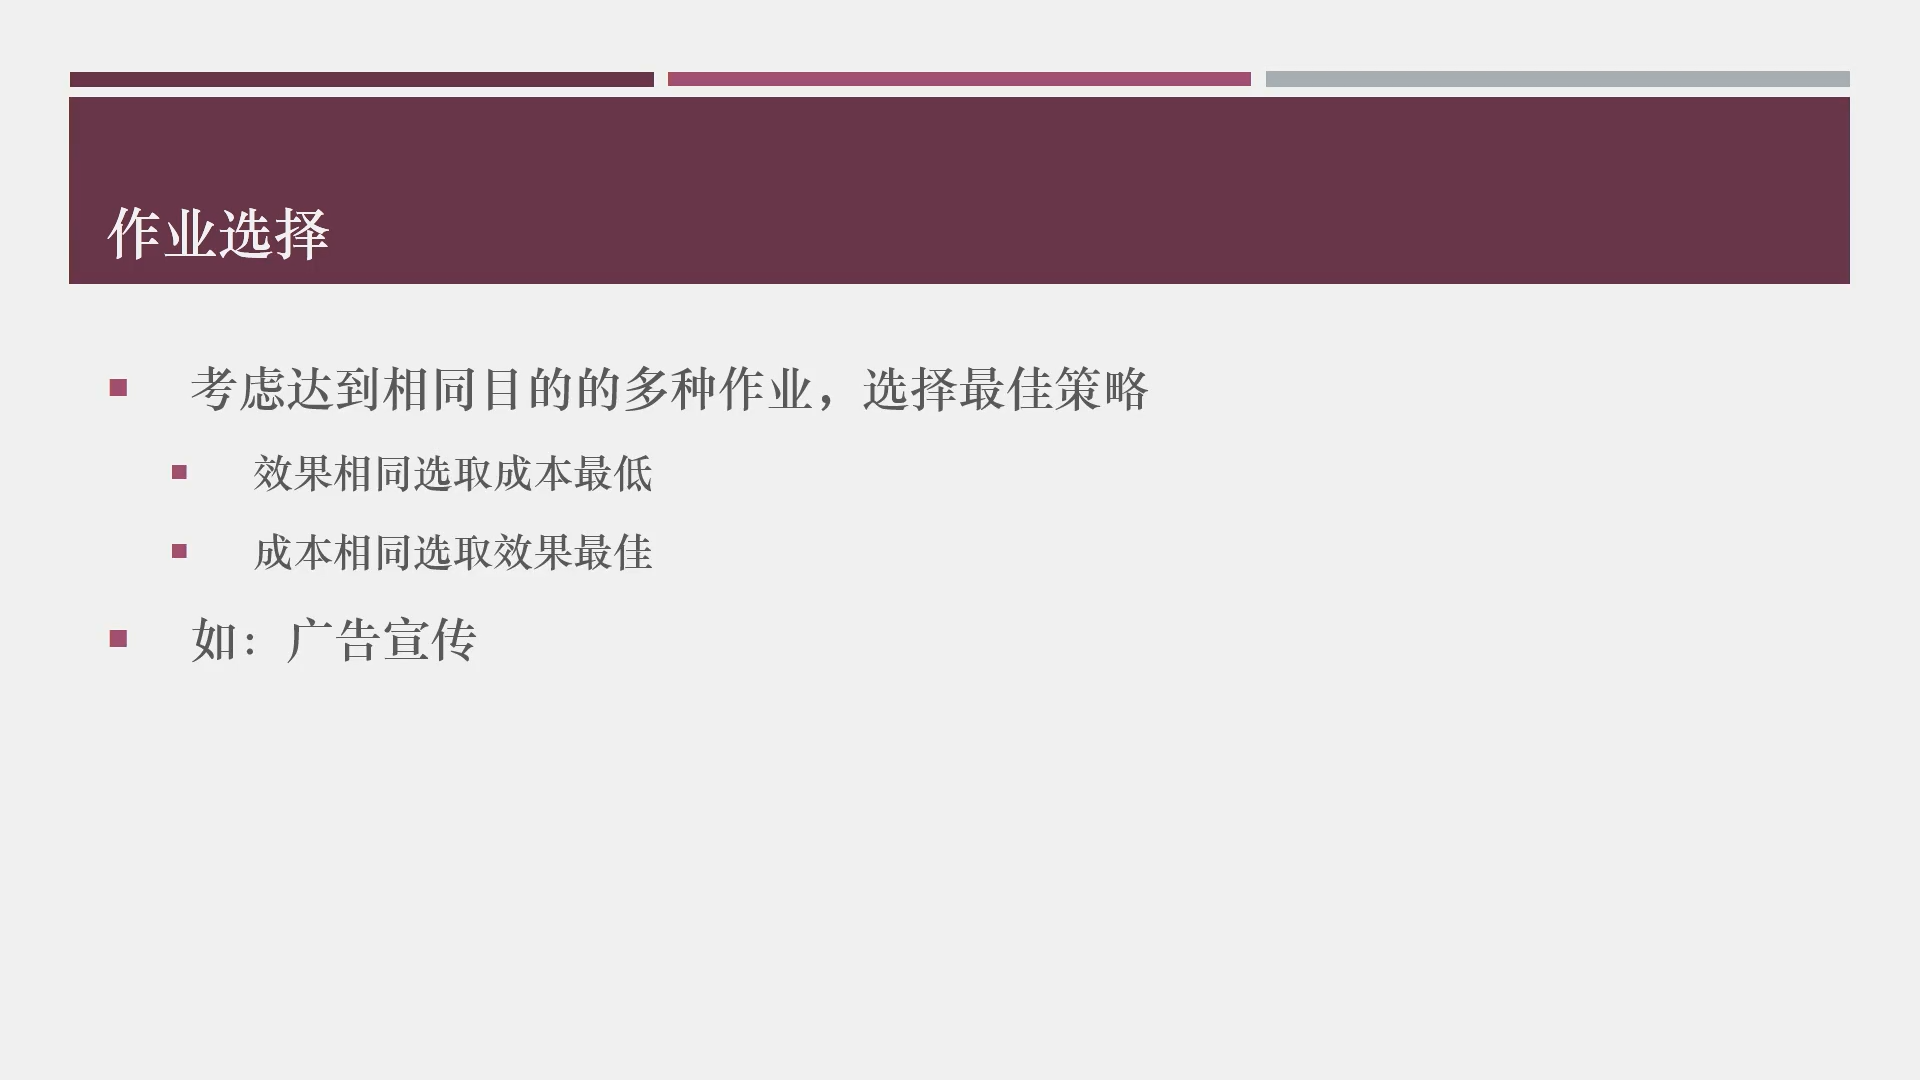 作业选择
考虑达到相同目的的多种作业，选择最佳策略
效果相同选取成本最低
成本相同选取效果最佳
如：广告宣传